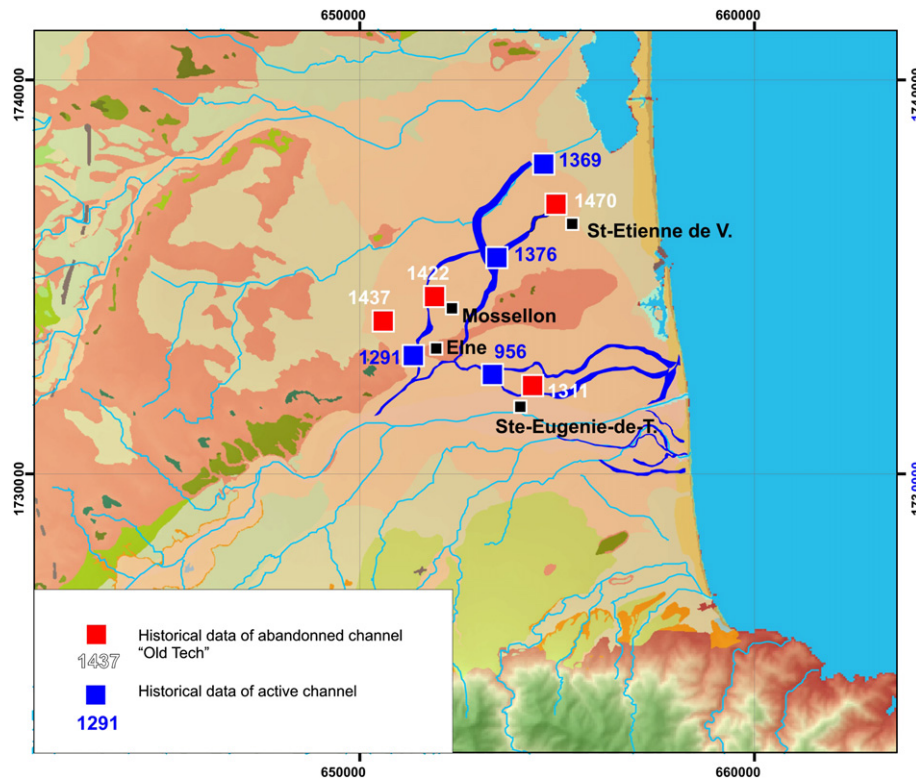 650000
660000
1740000
1740000
1369
1470
St-Etienne de V.
1376
1422
1437
Mossellon
Elne
1291
956
1311
Ste-Eugenie-de-T.
1730000
1730000
Historical data of abandonned channel
1437
“Old Tech”
Historical data of active channel
1291
650000
660000